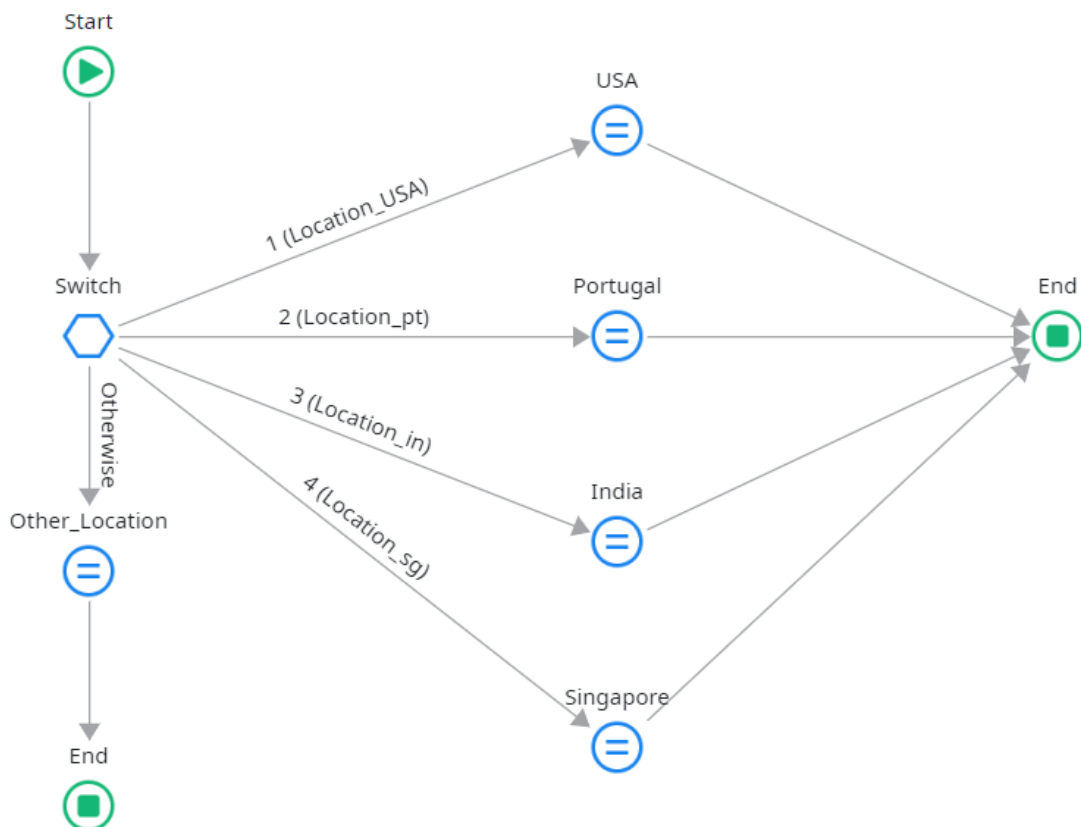 Start
USA
1 (Location_USA)
Switch
2 (Location_pt)
Portugal
End
Otherwise
3 (Location_in)
India
4 (Location_sg)
Other_Location
Singapore
End